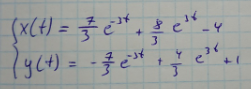 x(t) = 7/3 e^{-3t} + 8/3 e^{3t} - 4
y(t) = -7/3 e^{-3t} + 4/3 e^{3t} + 1